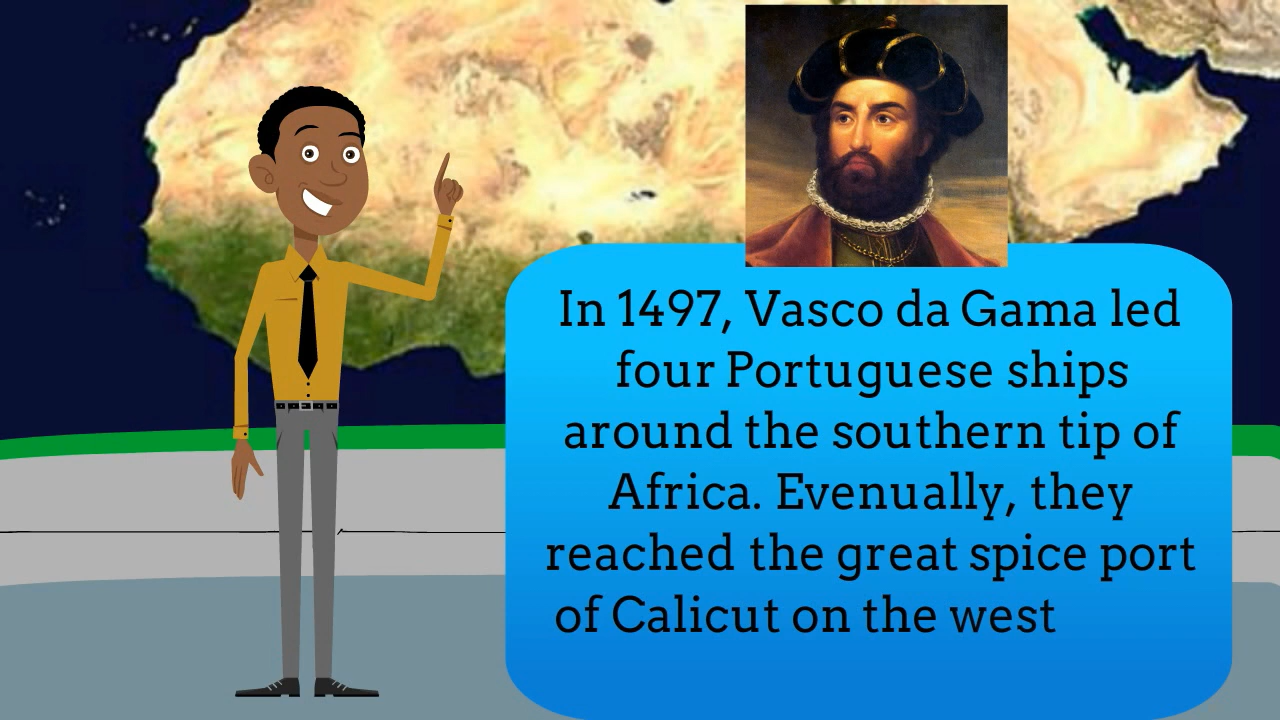 In 1497, Vasco da Gama led
four Portuguese ships
around the southern tip of
Africa. Evenually, they
reached the great spice port
of Calicut on the west